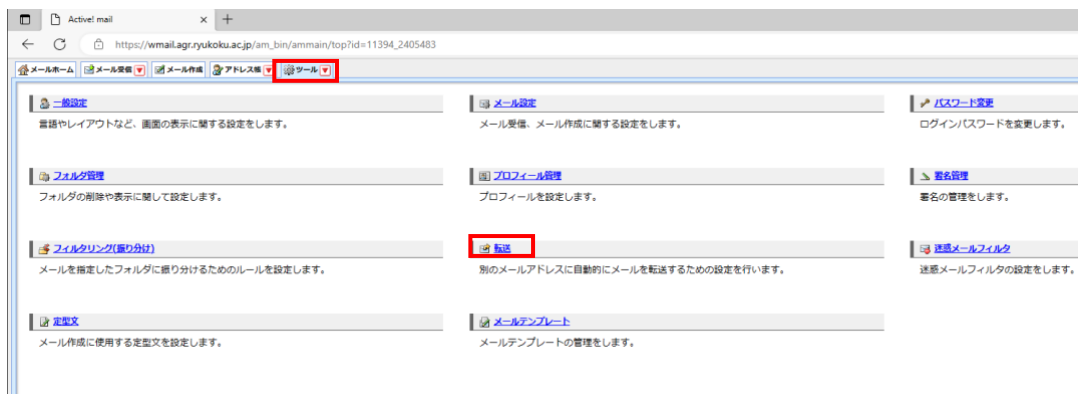 Active! mail
https://wmail.agr.ryukoku.ac.jp/am_bin/ammain/top?id=11394_2405483
メールホーム メール受信 メール作成 アドレス帳 ツール
一般設定 メール設定 パスワード変更
言語やレイアウトなど、画面の表示に関する設定をします。 メール受信、メール作成に関する設定をします。 ログインパスワードを変更します。
フォルダ管理 プロフィール管理 署名管理
フォルダの削除や表示に関して設定します。 プロフィールを設定します。 署名の管理をします。
フィルタリング(振り分け) 転送 迷惑メールフィルタ
メールを指定したフォルダに振り分けるためのルールを設定します。 別のメールアドレスに自動的にメールを転送するための設定を行います。 迷惑メールフィルタの設定をします。
定型文 メールテンプレート
メール作成に使用する定型文を設定します。 メールテンプレートの管理をします。